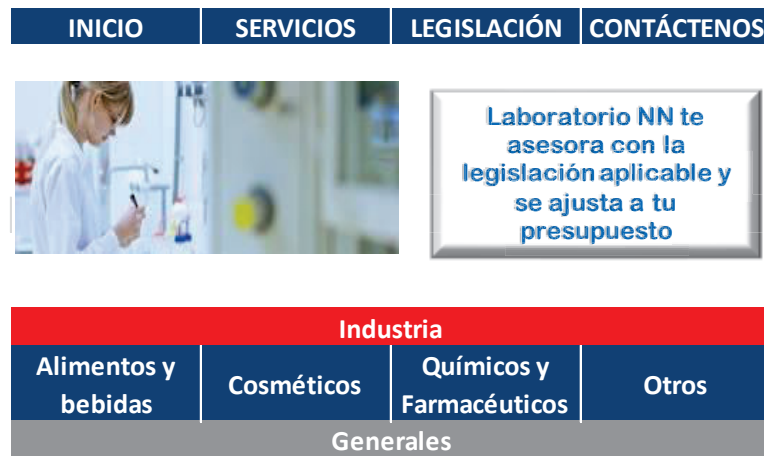 INICIO SERVICIOS LEGISLACIÓN CONTÁCTENOS
Laboratorio NN te
asesora con la
legislación aplicable y
se ajusta a tu
presupuesto
Industria
Alimentos y
bebidas
Cosméticos
Químicos y
Farmacéuticos
Otros
Generales